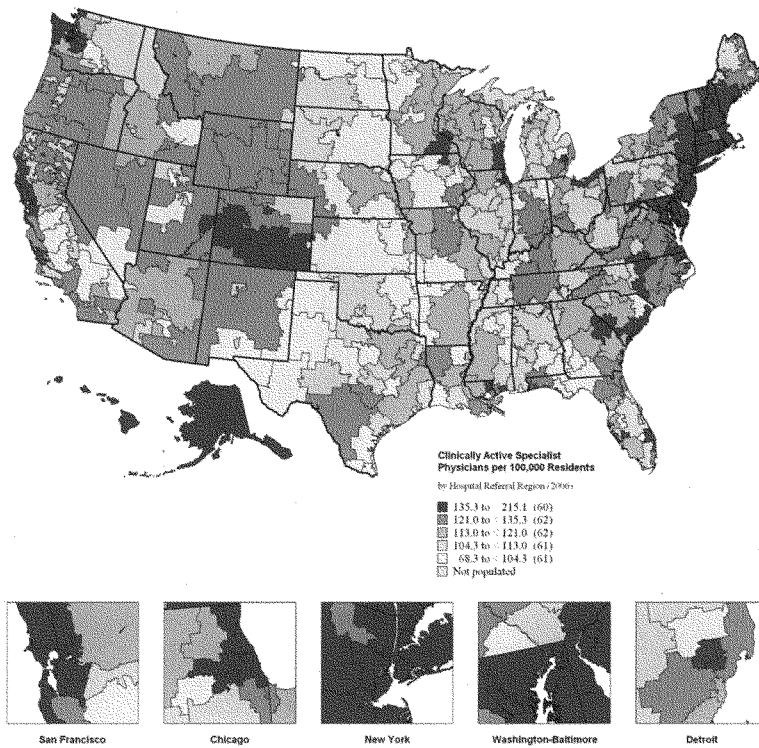 Clinically Active Specialist
Physicians per 100,000 Residents
by Hospital Referral Region (2006)
135.3 to 215.1 (60)
121.0 to < 135.3 (62)
113.0 to < 121.0 (62)
104.3 to < 113.0 (61)
68.3 to < 104.3 (61)
Not populated
San Francisco
Chicago
New York
Washington-Baltimore
Detroit